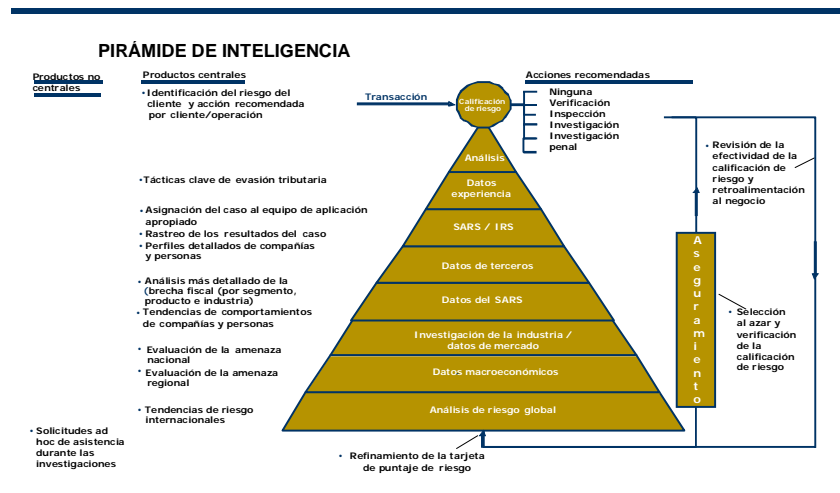 PIRÁMIDE DE INTELIGENCIA
Productos no
centrales
Productos centrales
• Identificación del riesgo del
cliente y acción recomendada
por cliente/operación
Transacción
Calificación
de riesgo
Acciones recomendadas
Ninguna
Verificación
Inspección
Investigación
Investigación
penal
• Revisión de la
efectividad de la
calificación de
riesgo y
retroalimentación
al negocio
Análisis
• Tácticas clave de evasión tributaria
Datos
experiencia
• Asignación del caso al equipo de aplicación
apropiado
• Rastreo de los resultados del caso
• Perfiles detallados de compañías
y personas
SARS / IRS
Datos de terceros
• Análisis más detallado de la
(brecha fiscal (por segmento,
producto e industria)
• Tendencias de comportamientos
de compañías y personas
Datos del SARS
Aseguramiento
• Selección
al azar y
verificación
de la
calificación
de riesgo
Investigación de la industria /
datos de mercado
• Evaluación de la amenaza
nacional
• Evaluación de la amenaza
regional
Datos macroeconómicos
• Tendencias de riesgo
internacionales
Análisis de riesgo global
• Solicitudes ad
hoc de asistencia
durante las
investigaciones
• Refinamiento de la tarjeta
de puntaje de riesgo